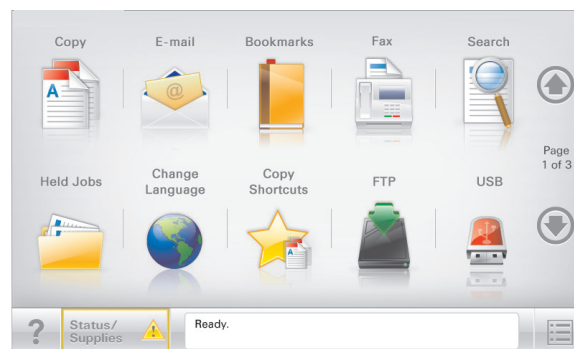 Copy
E-mail
Bookmarks
Fax
Search
A
@
Page
1 of 3
Held Jobs
Change
Language
Copy
Shortcuts
FTP
USB
A
?
Status/
Supplies
!
Ready.